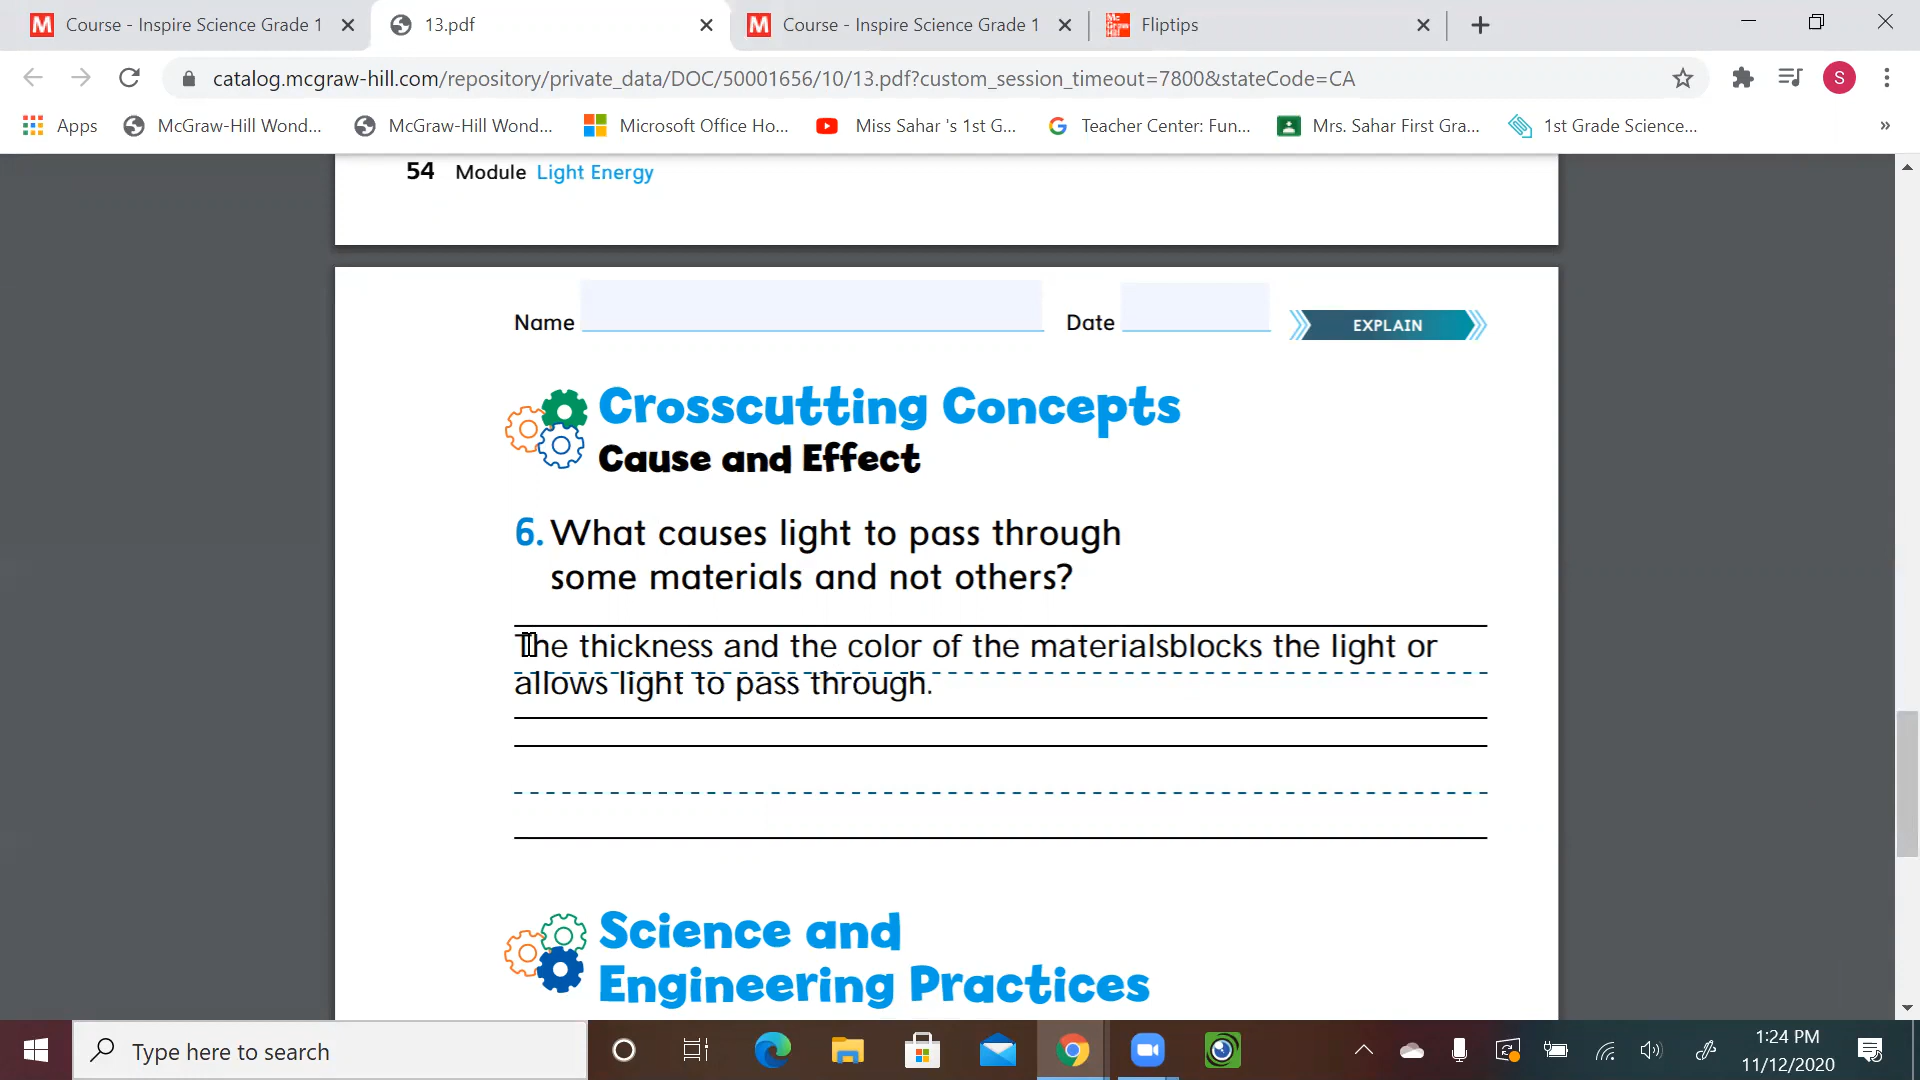 Course - Inspire Science Grade 1
13.pdf
Course - Inspire Science Grade 1
Mc Graw Hill
Fliptips
catalog.mcgraw-hill.com/repository/private_data/DOC/50001656/10/13.pdf?custom_session_timeout=7800&stateCode=CA
S
Apps
McGraw-Hill Wond...
McGraw-Hill Wond...
Microsoft Office Ho...
Miss Sahar 's 1st G...
Teacher Center: Fun...
Mrs. Sahar First Gra...
1st Grade Science...
54 Module Light Energy
Name
Date
EXPLAIN
Crosscutting Concepts
Cause and Effect
6. What causes light to pass through
some materials and not others?
The thickness and the color of the materialsblocks the light or
allows light to pass through.
Science and
Engineering Practices
Type here to search
1:24 PM
11/12/2020